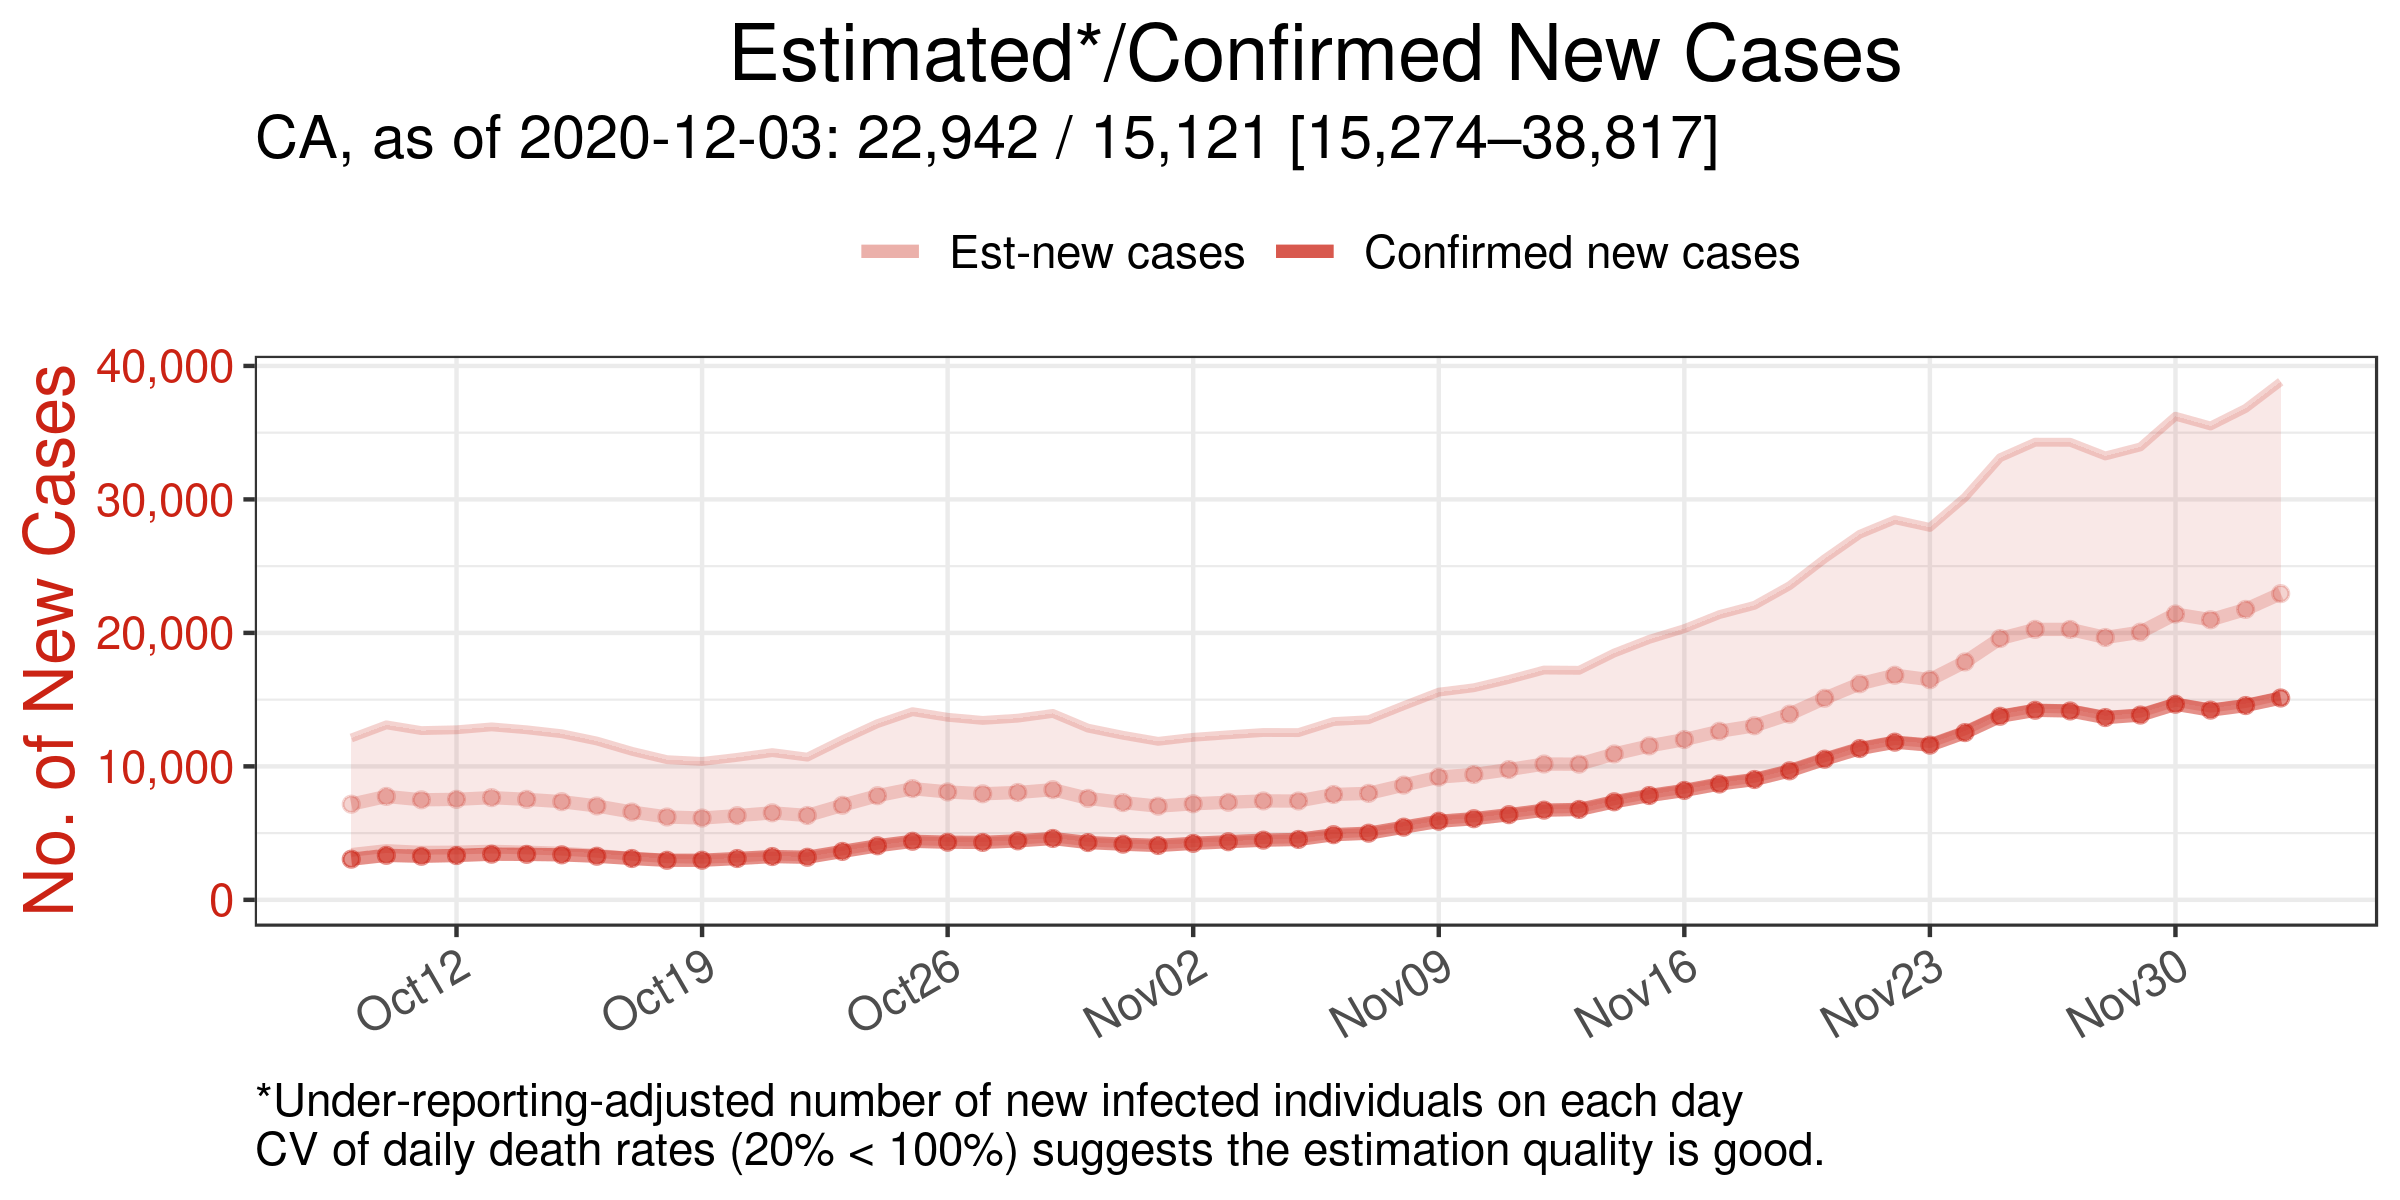 Estimated*/Confirmed New Cases
CA, as of 2020-12-03: 22,942 / 15,121 [15,274–38,817]
Est-new cases Confirmed new cases
No. of New Cases
40,000
30,000
20,000
10,000
0
Oct12 Oct19 Oct26 Nov02 Nov09 Nov16 Nov23 Nov30
*Under-reporting-adjusted number of new infected individuals on each day
CV of daily death rates (20% < 100%) suggests the estimation quality is good.